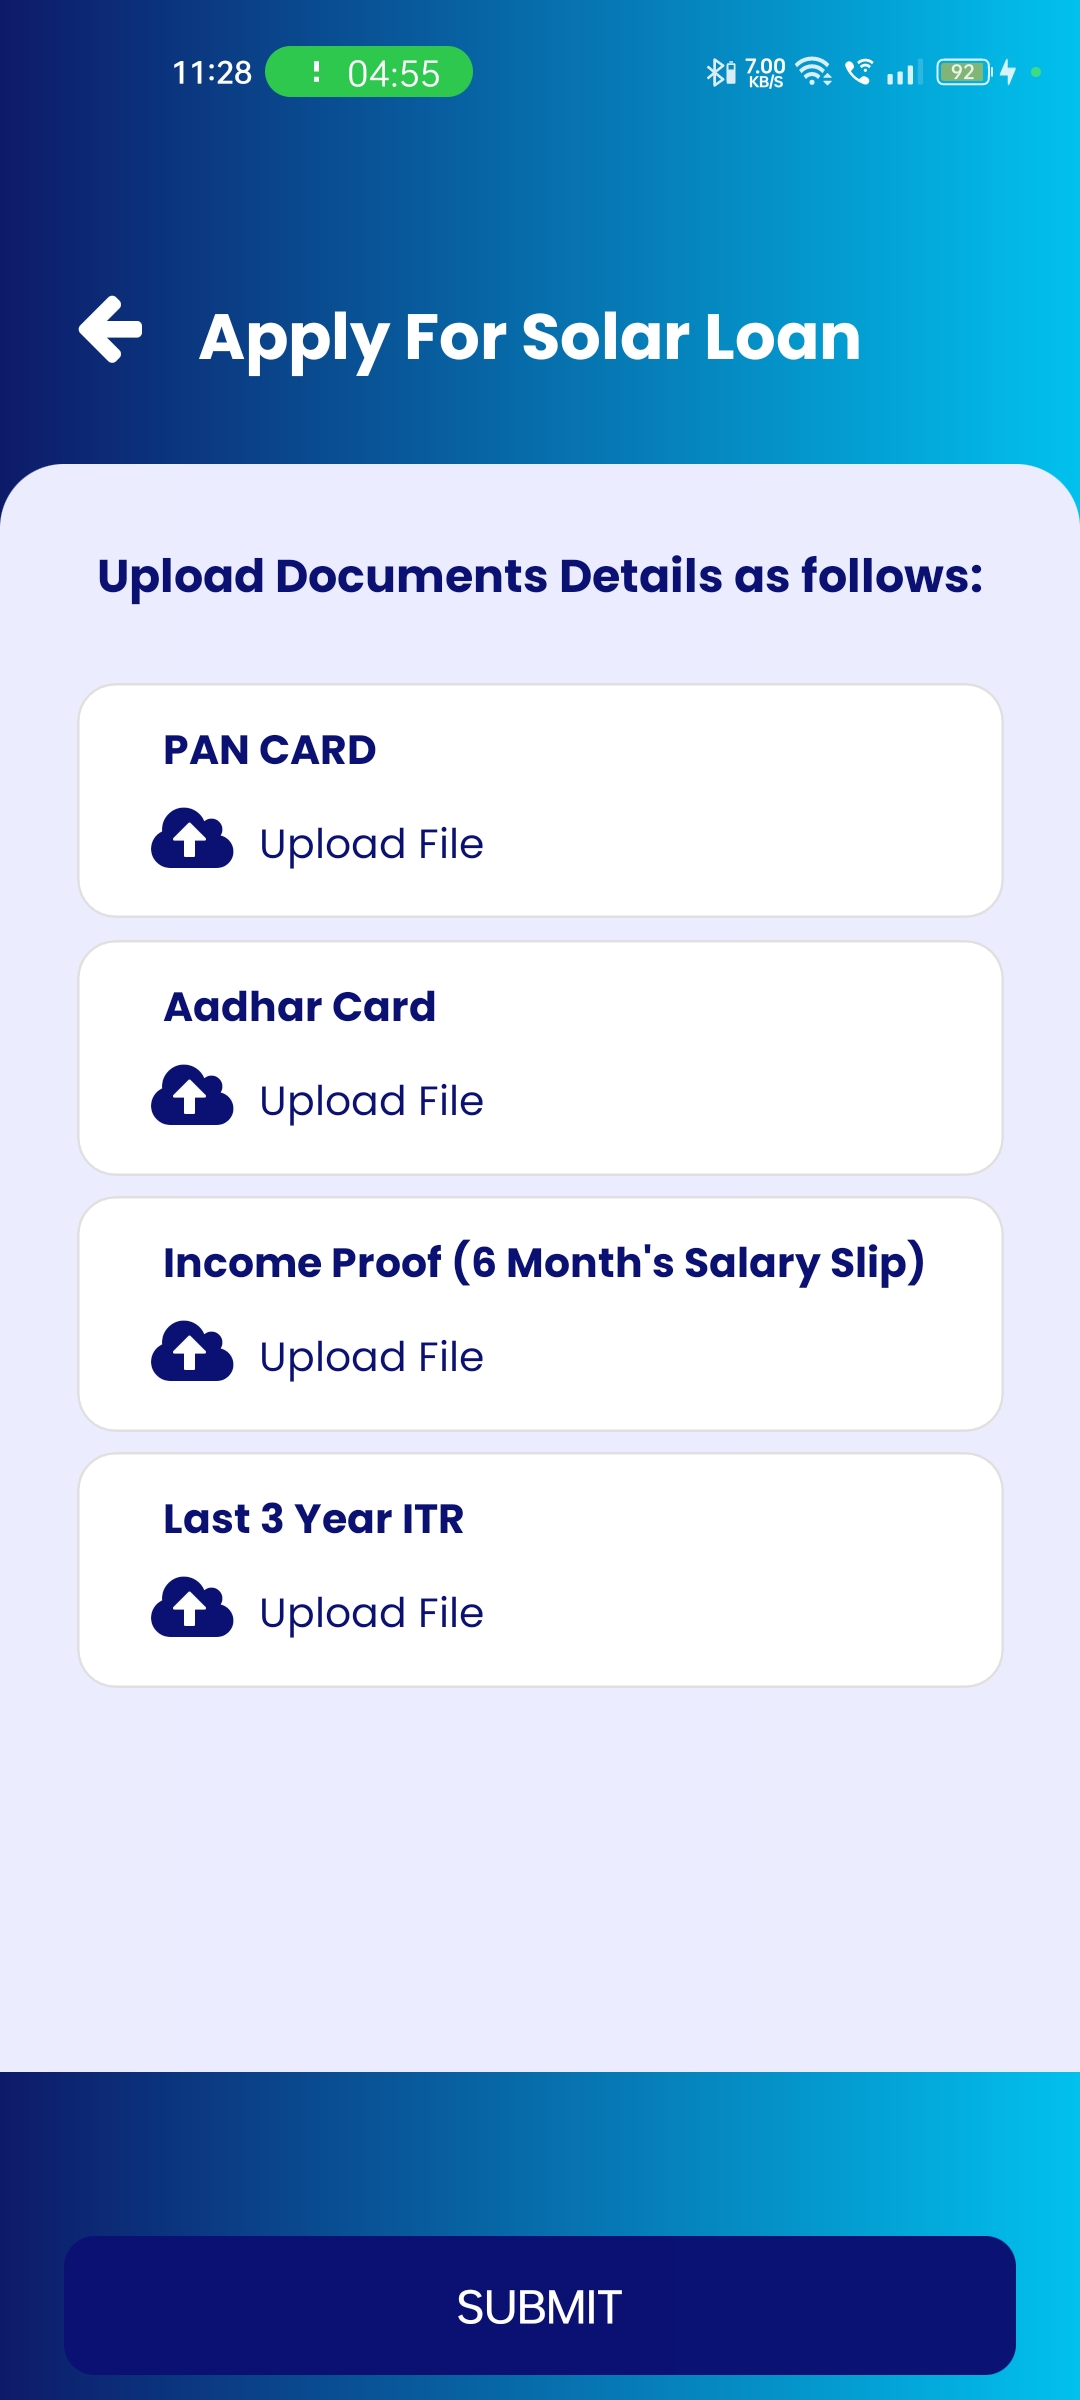 11:28 04:55 7.00 KB/S 92
Apply For Solar Loan
Upload Documents Details as follows:
PAN CARD
Upload File
Aadhar Card
Upload File
Income Proof (6 Month's Salary Slip)
Upload File
Last 3 Year ITR
Upload File
SUBMIT